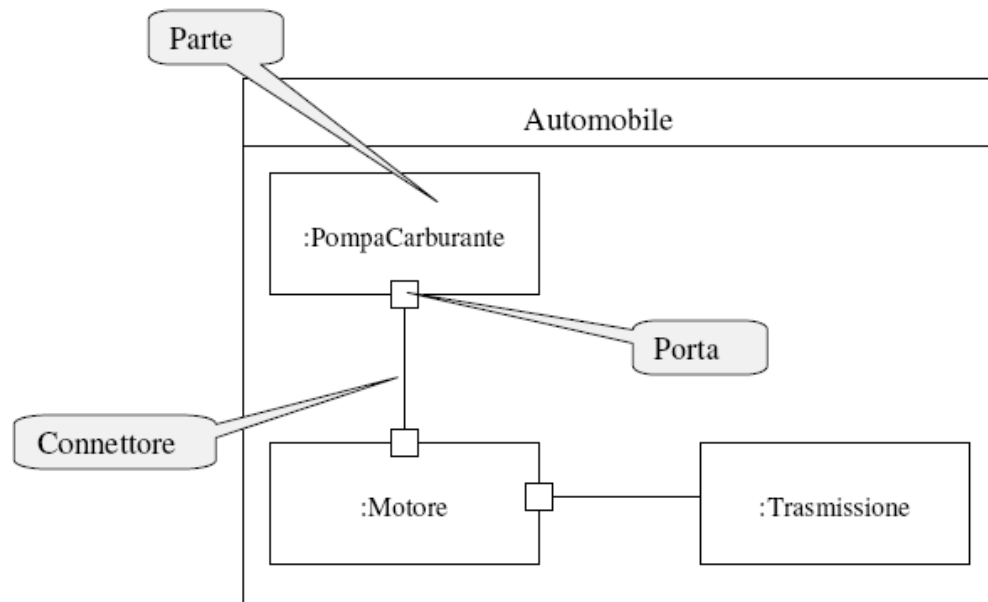 Parte
Automobile
:PompaCarburante
Porta
Connettore
:Motore
:Trasmissione